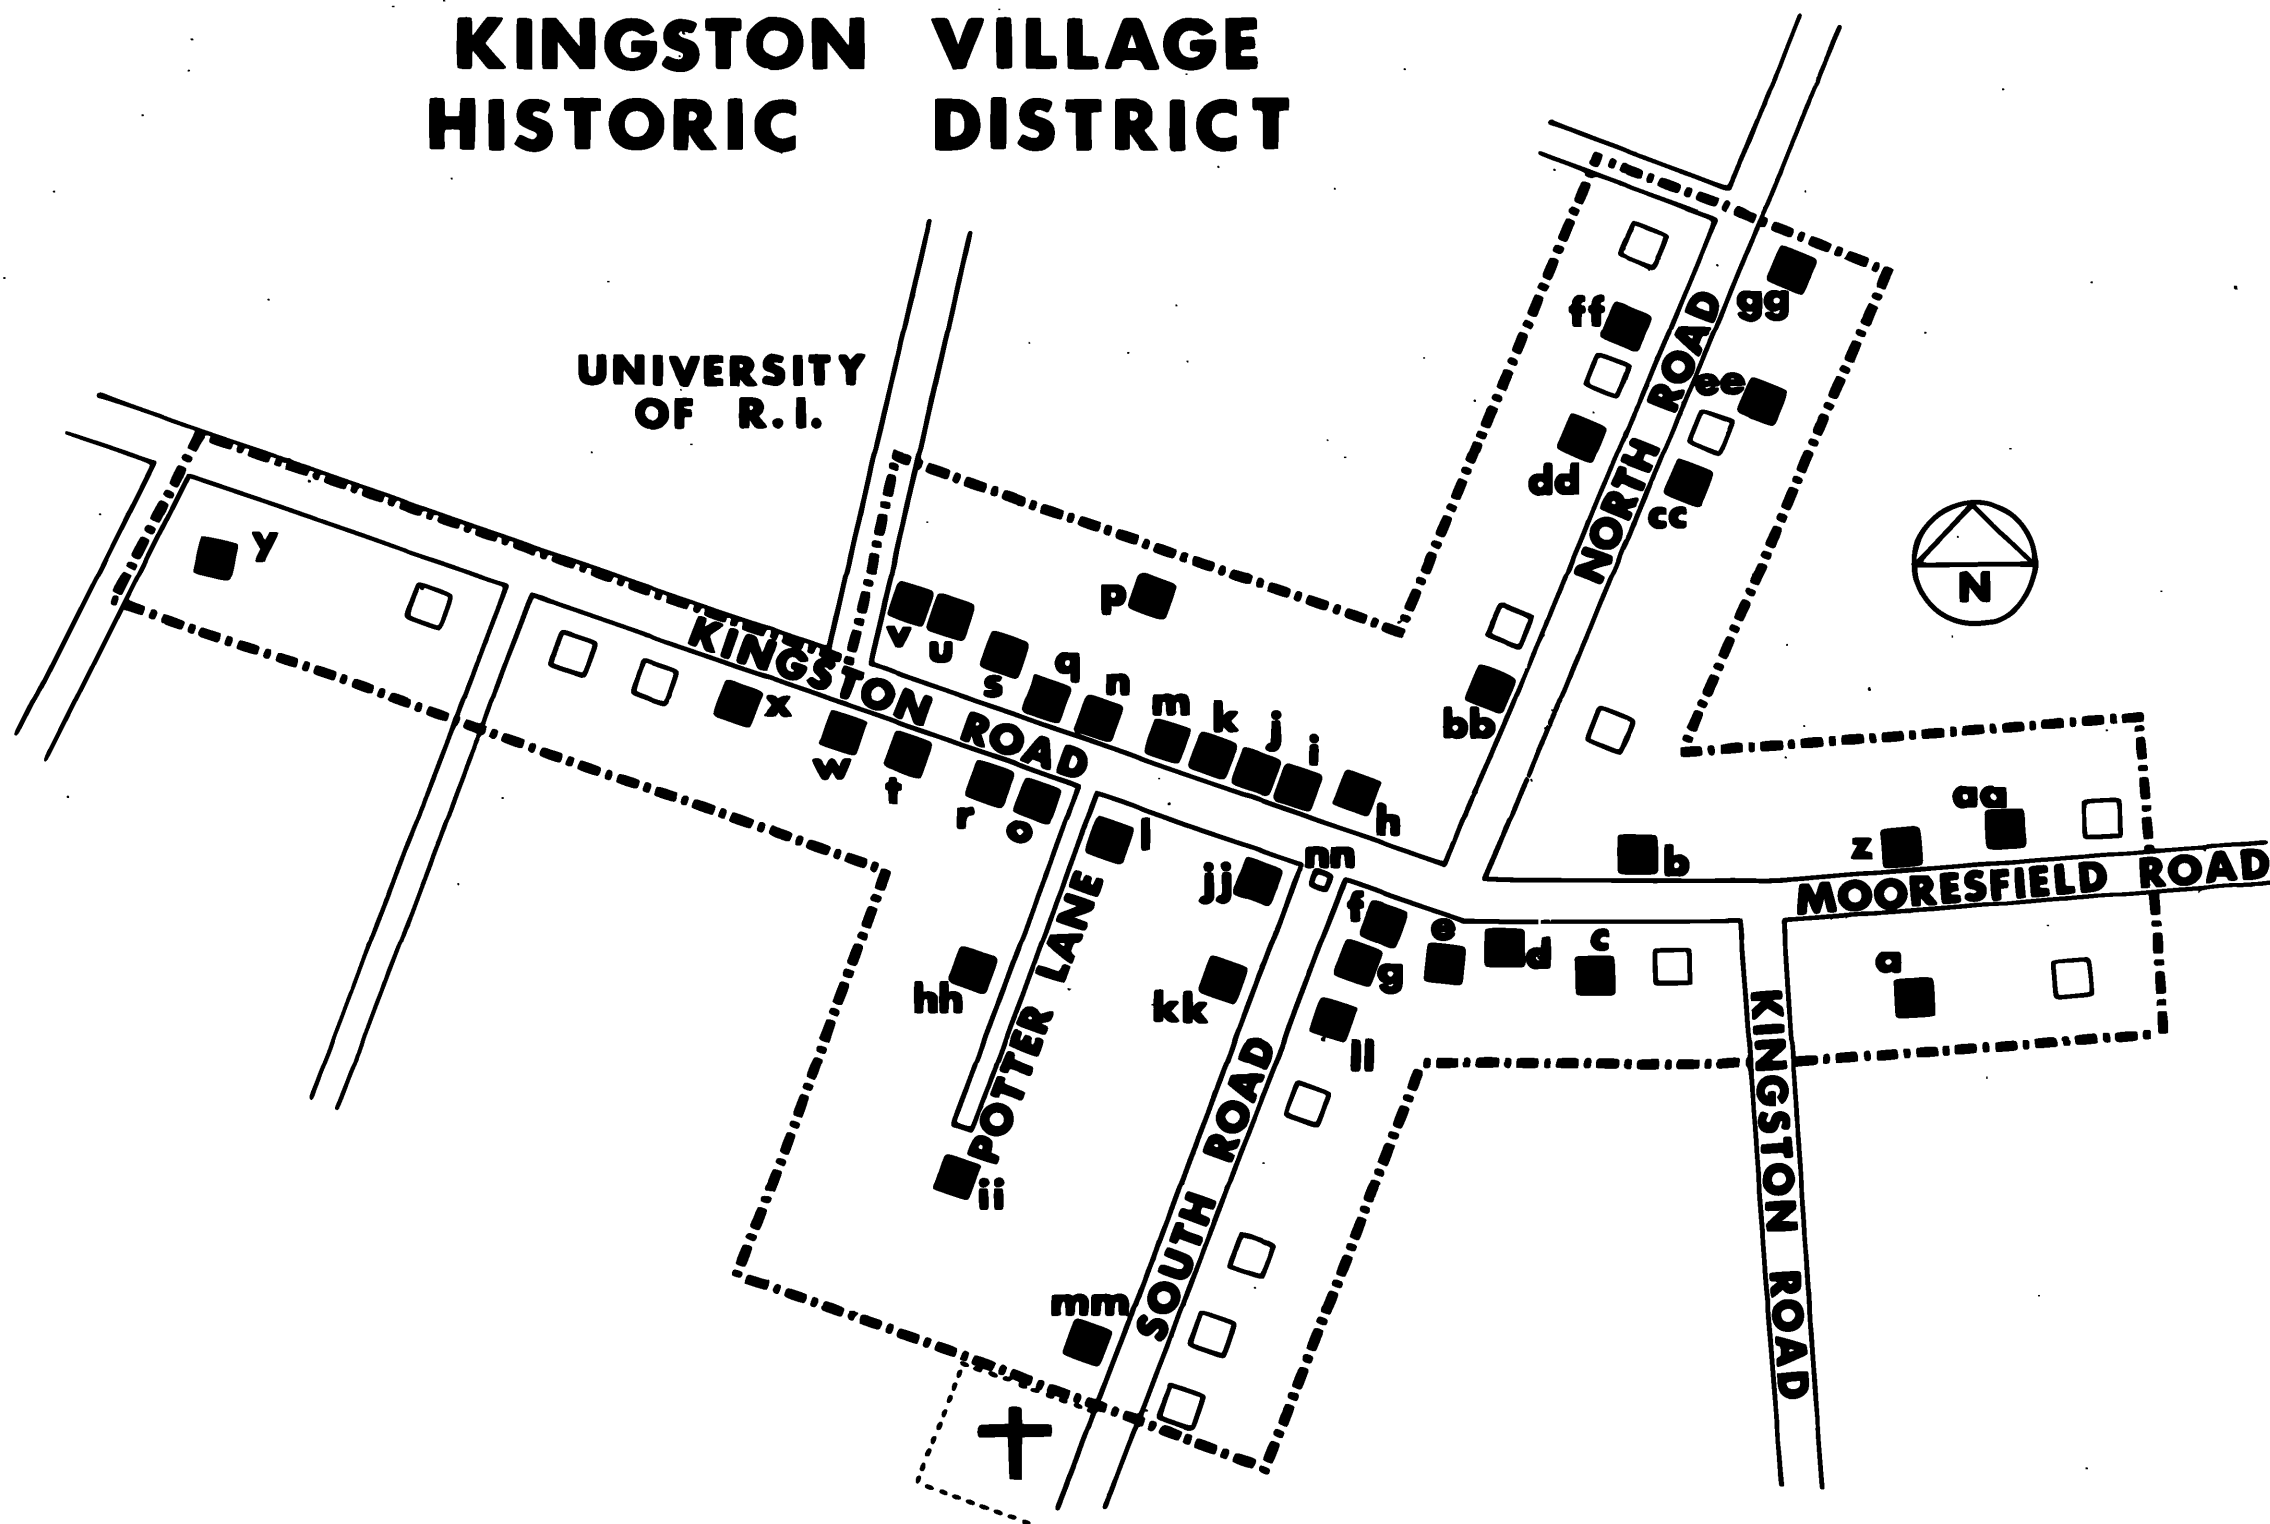 KINGSTON VILLAGE
HISTORIC DISTRICT
UNIVERSITY
OF R.I.
NORTH ROAD
KINGSTON ROAD
POTTER LANE
SOUTH ROAD
MOORESFIELD ROAD
KINGSTON ROAD
N
gg
ff
ee
dd
cc
y
p
v
u
s
q
n
m
k
j
i
h
bb
x
w
t
r
o
l
jj
nn
b
z
aa
f
e
d
c
g
a
hh
kk
ll
ii
mm